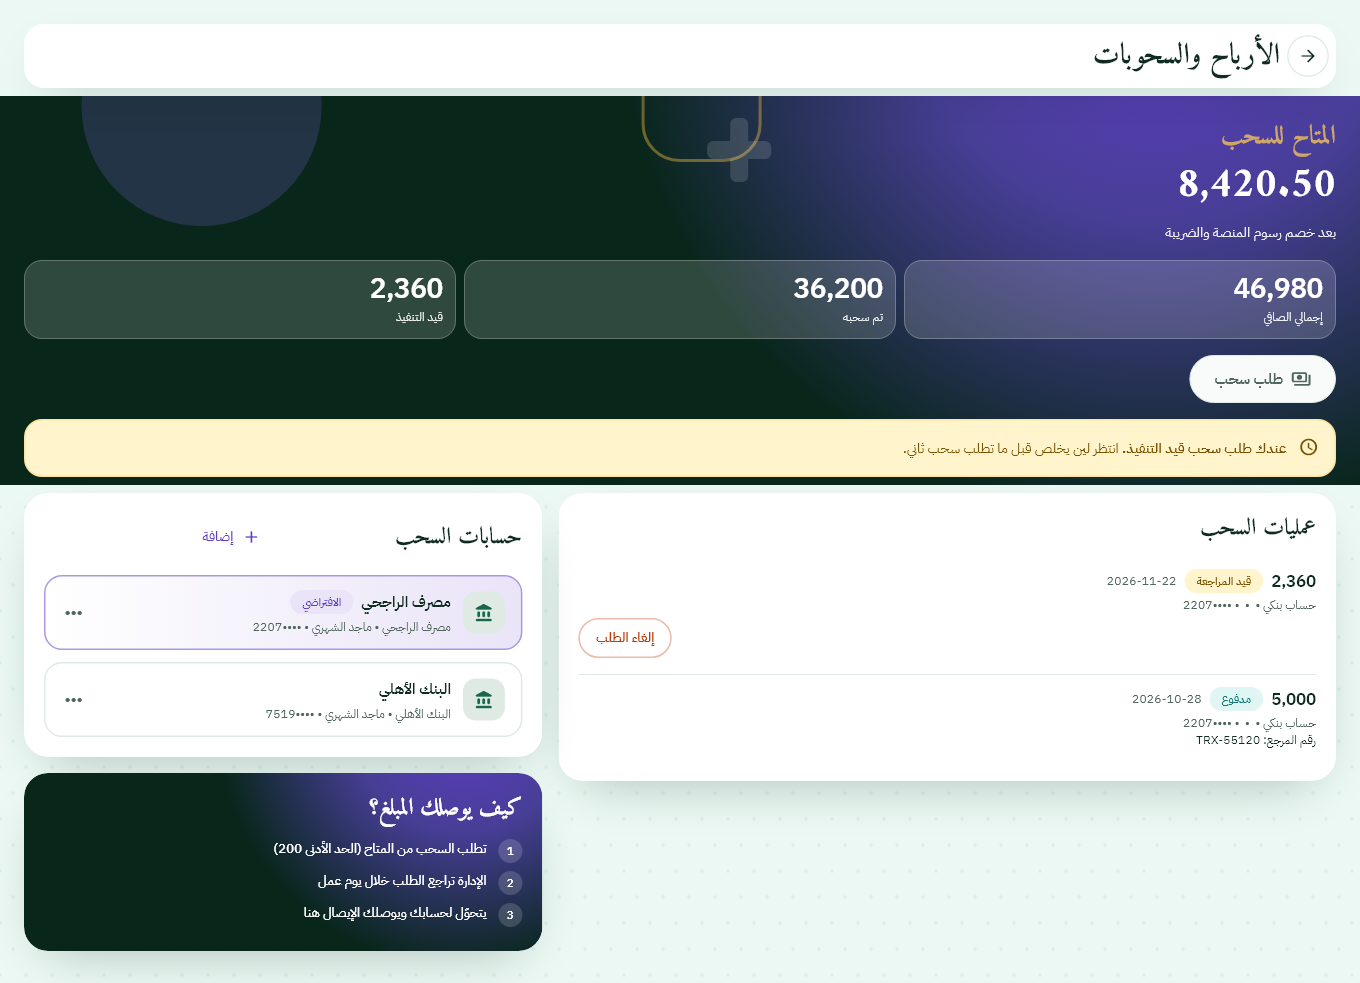 الأرباح والسحوبات
المتاح للسحب
8,420.50
بعد خصم رسوم المنصة والضريبة
46,980
إجمالي الصافي
36,200
تم سحبه
2,360
قيد التنفيذ
طلب سحب
عندك طلب سحب قيد التنفيذ. انتظر لين يخلص قبل ما تطلب سحب ثاني.
عمليات السحب
2,360 قيد المراجعة 2026-11-22
حساب بنكي • • ••••2207
إلغاء الطلب
5,000 مدفوع 2026-10-28
حساب بنكي • • ••••2207
رقم المرجع: TRX-55120
حسابات السحب
+ إضافة
مصرف الراجحي الافتراضي
مصرف الراجحي • ماجد الشهري • ••••2207
البنك الأهلي
البنك الأهلي • ماجد الشهري • ••••7519
كيف يوصلك المبلغ؟
1 تطلب السحب من المتاح (الحد الأدنى 200)
2 الإدارة تراجع الطلب خلال يوم عمل
3 يتحوّل لحسابك ويوصلك الإيصال هنا